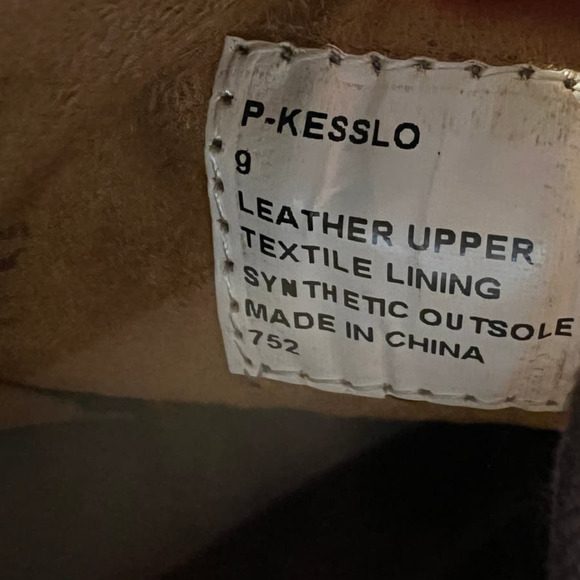 P-KESSLO
9
LEATHER UPPER
TEXTILE LINING
SYNTHETIC OUTSOLE
MADE IN CHINA
752